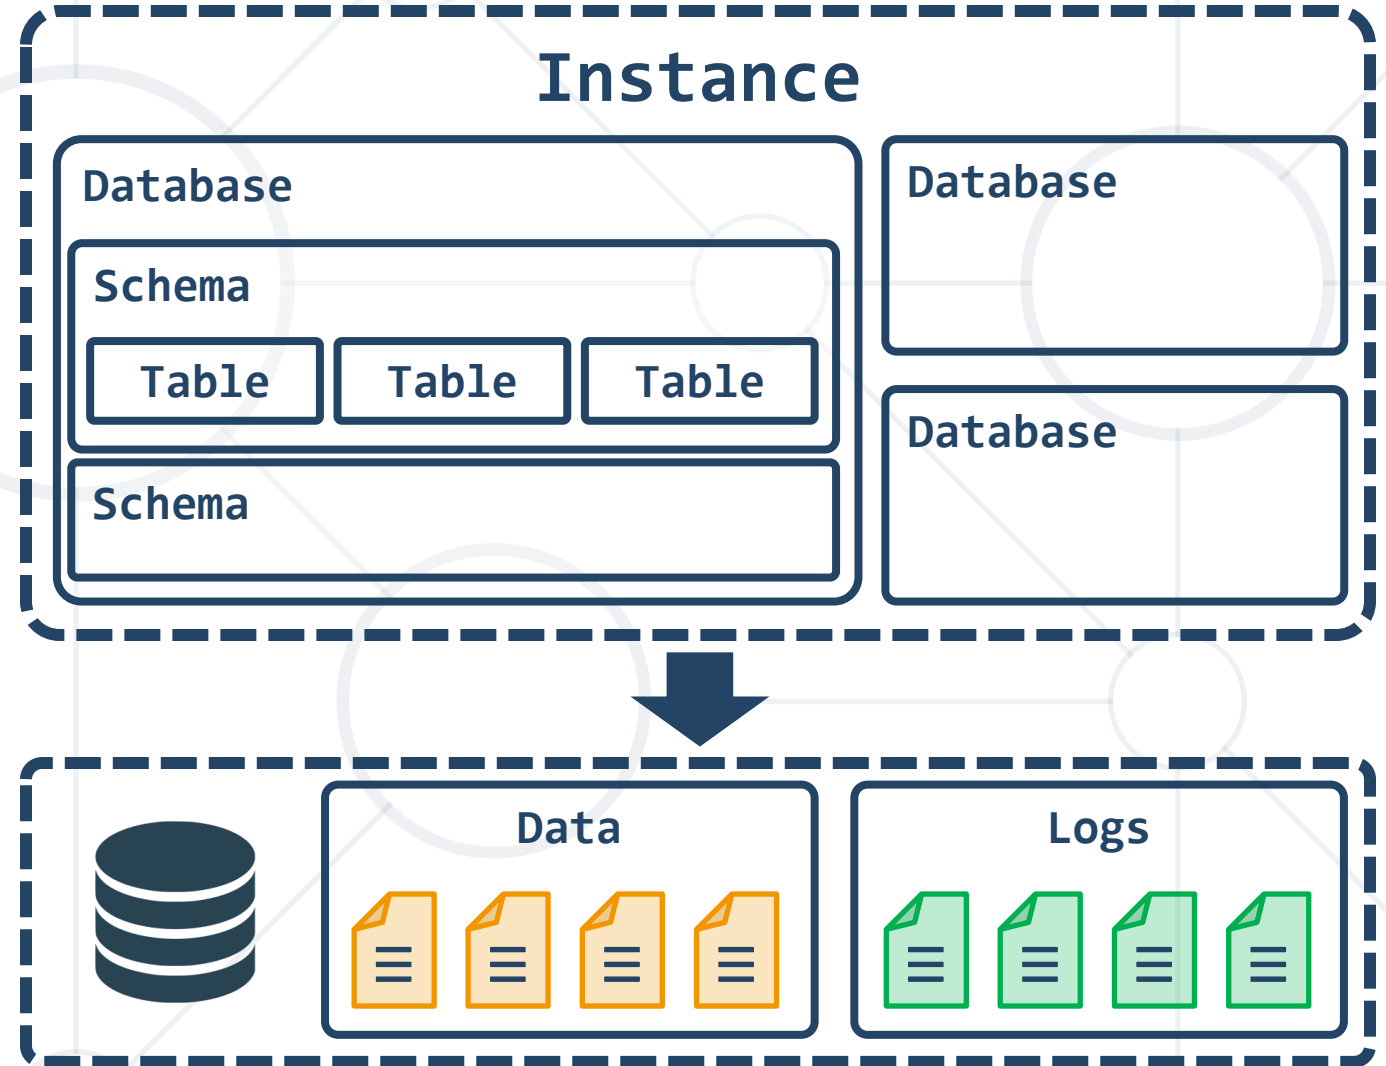 Instance
Database
Schema
Table Table Table
Schema
Database
Database
Data
Logs